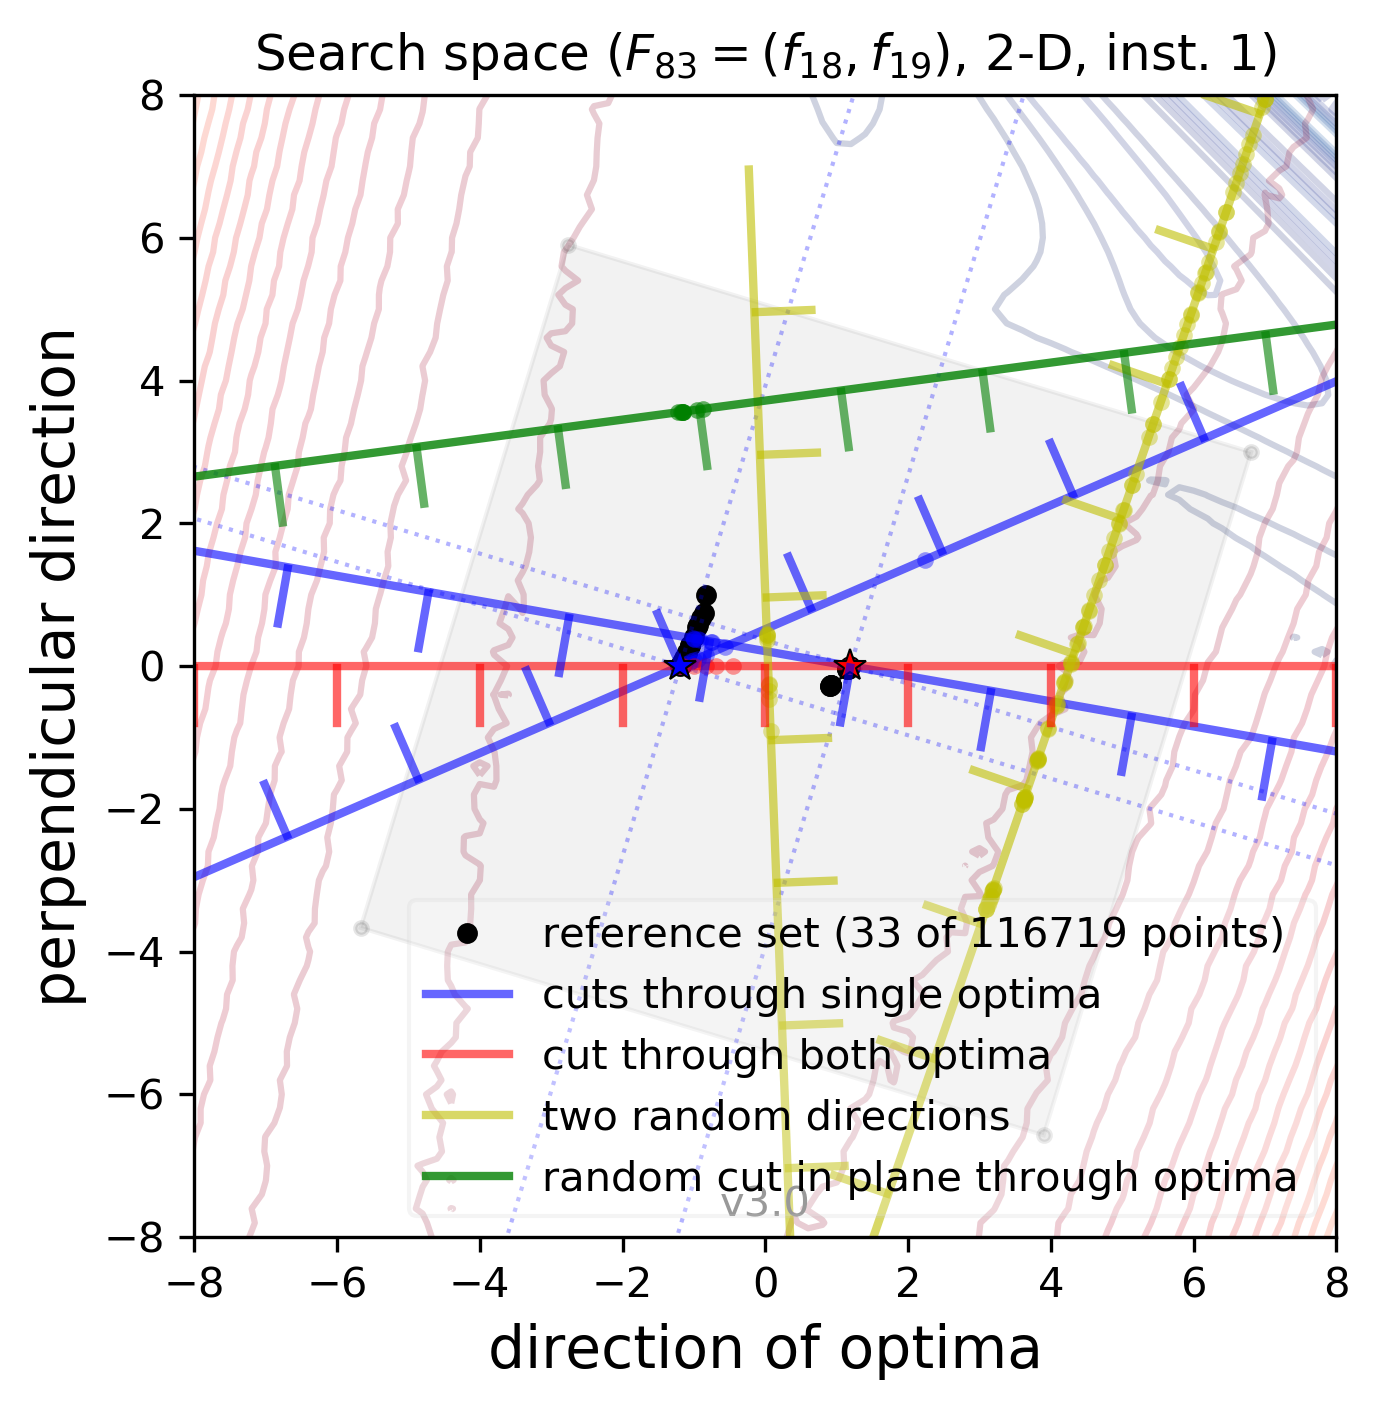 Search space (F83 = (f18, f19), 2-D, inst. 1)
perpendicular direction
8
6
4
2
0
−2
−4
−6
−8
reference set (33 of 116719 points)
cuts through single optima
cut through both optima
two random directions
random cut in plane through optima
v3.0
−8 −6 −4 −2 0 2 4 6 8
direction of optima